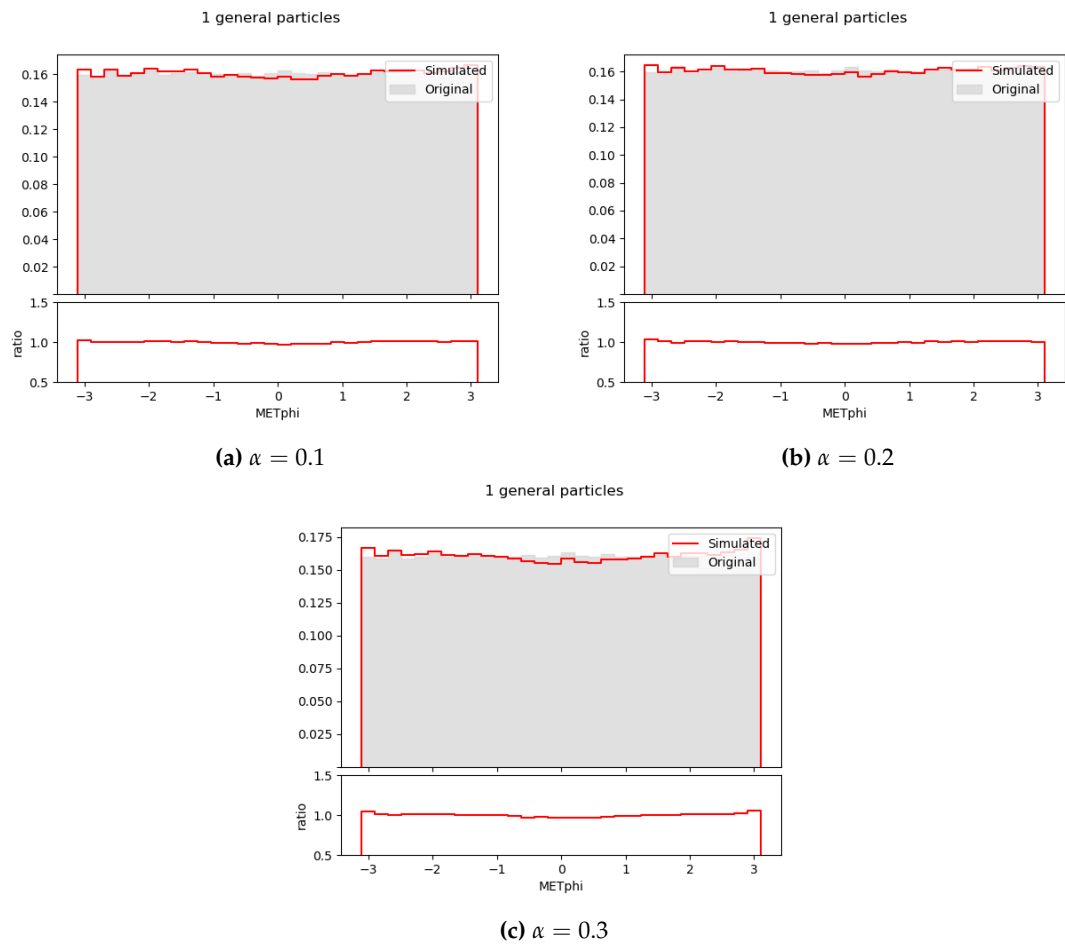 1 general particles
1 general particles
0.16
0.14
0.12
0.10
0.08
0.06
0.04
0.02
Simulated
Original
1.5
1.0
0.5
ratio
−3 −2 −1 0 1 2 3
METphi
0.16
0.14
0.12
0.10
0.08
0.06
0.04
0.02
Simulated
Original
1.5
1.0
0.5
ratio
−3 −2 −1 0 1 2 3
METphi
(a) α = 0.1
(b) α = 0.2
1 general particles
0.175
0.150
0.125
0.100
0.075
0.050
0.025
Simulated
Original
1.5
1.0
0.5
ratio
−3 −2 −1 0 1 2 3
METphi
(c) α = 0.3